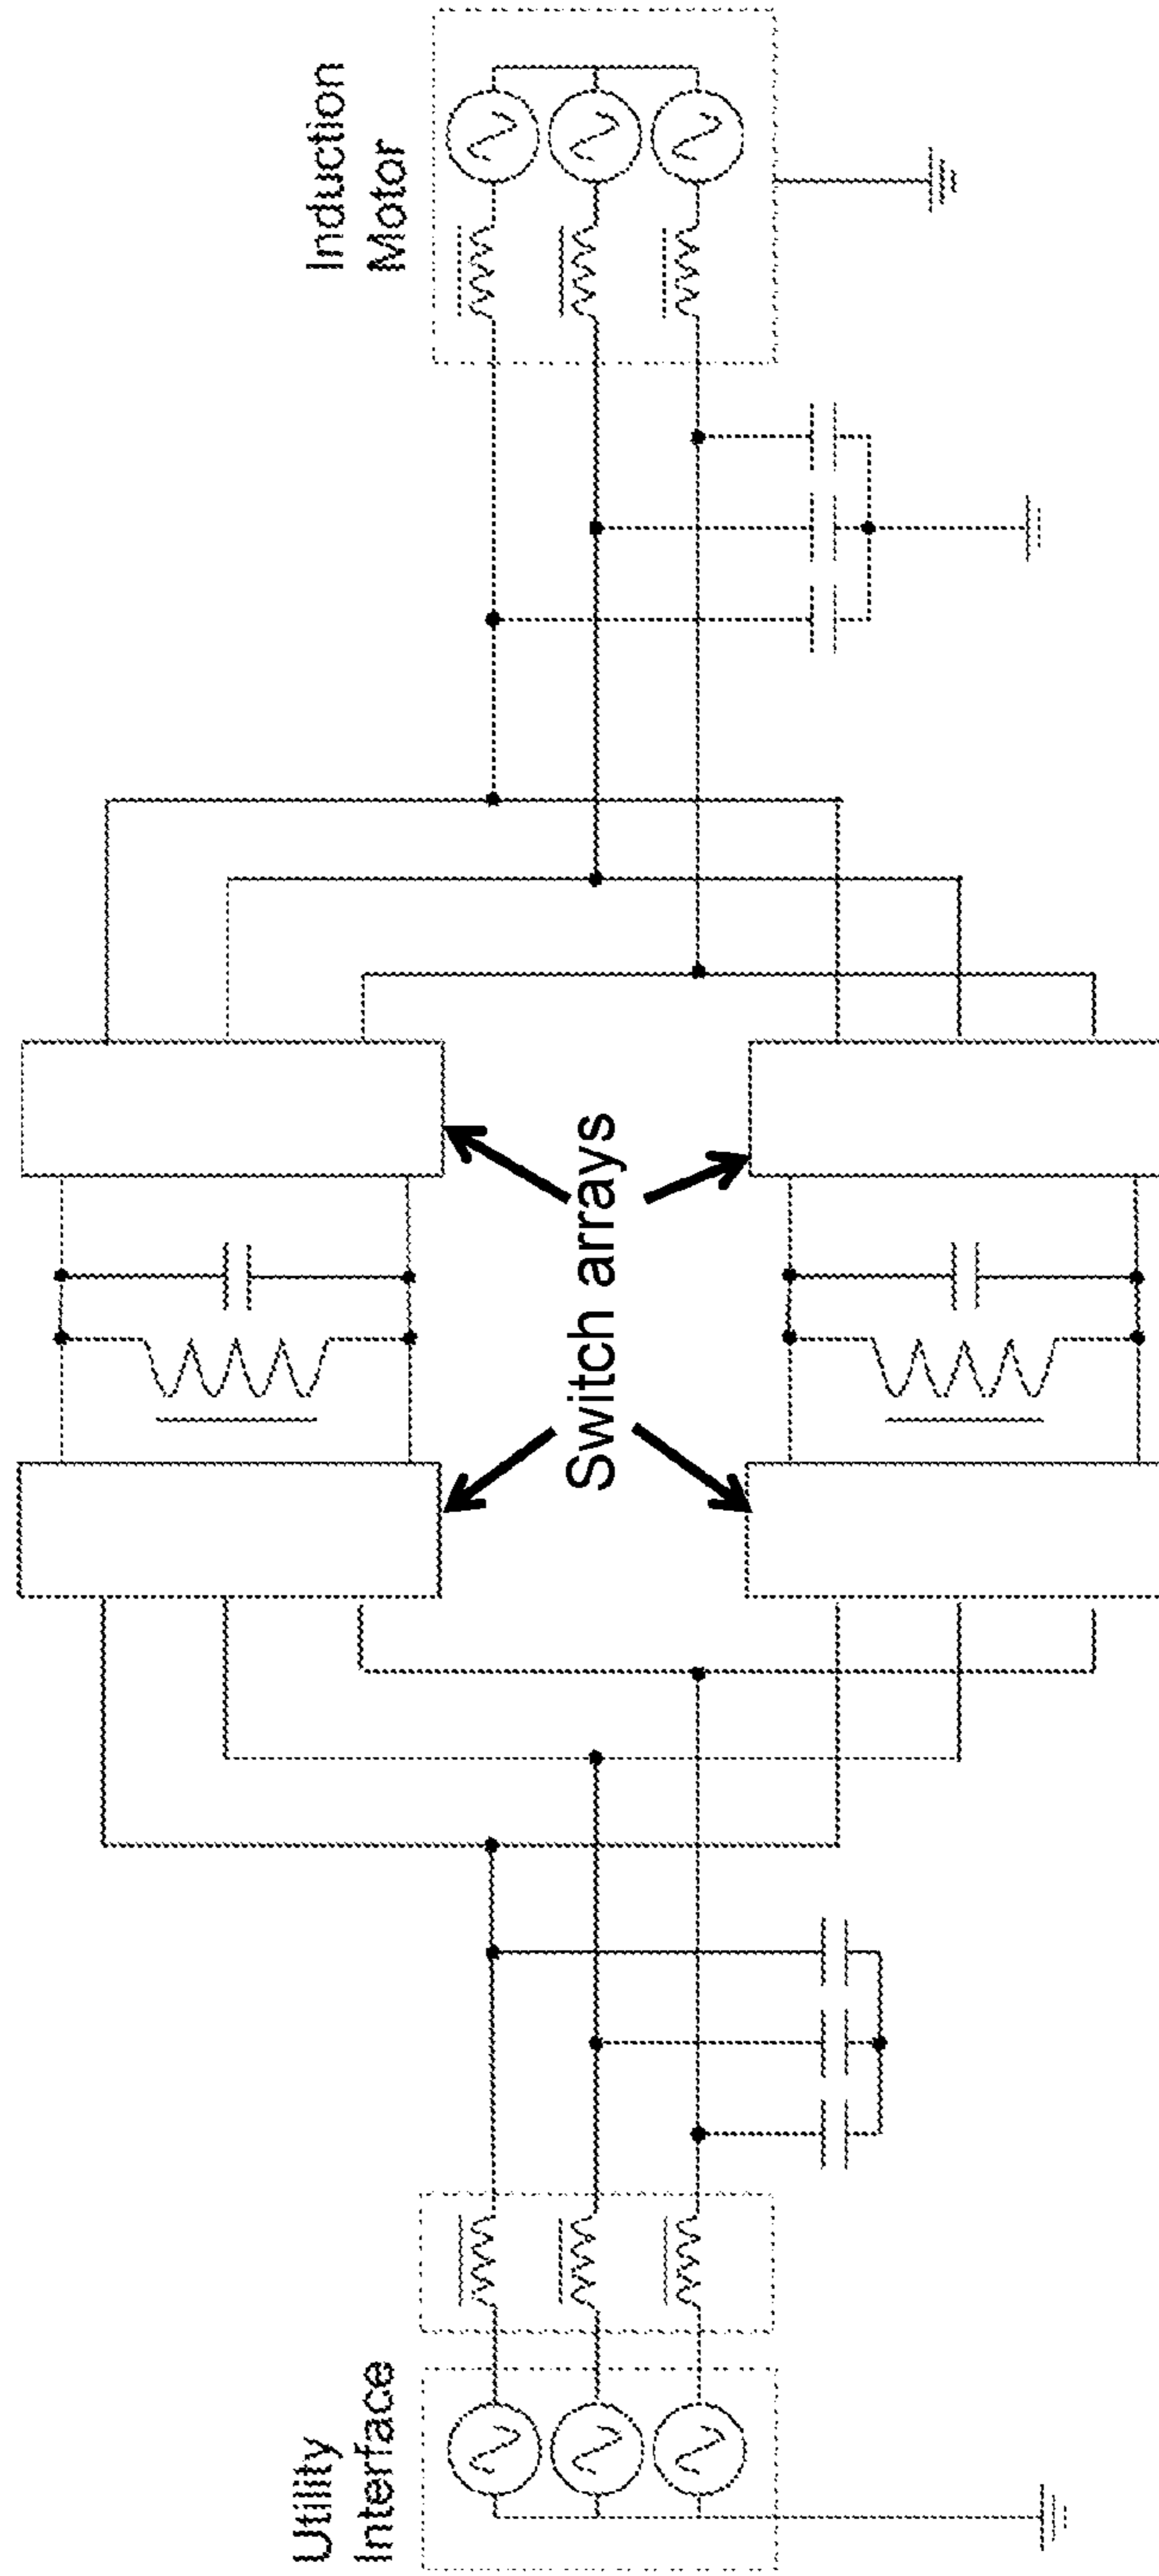 Utility
Interface
Switch arrays
Induction
Motor